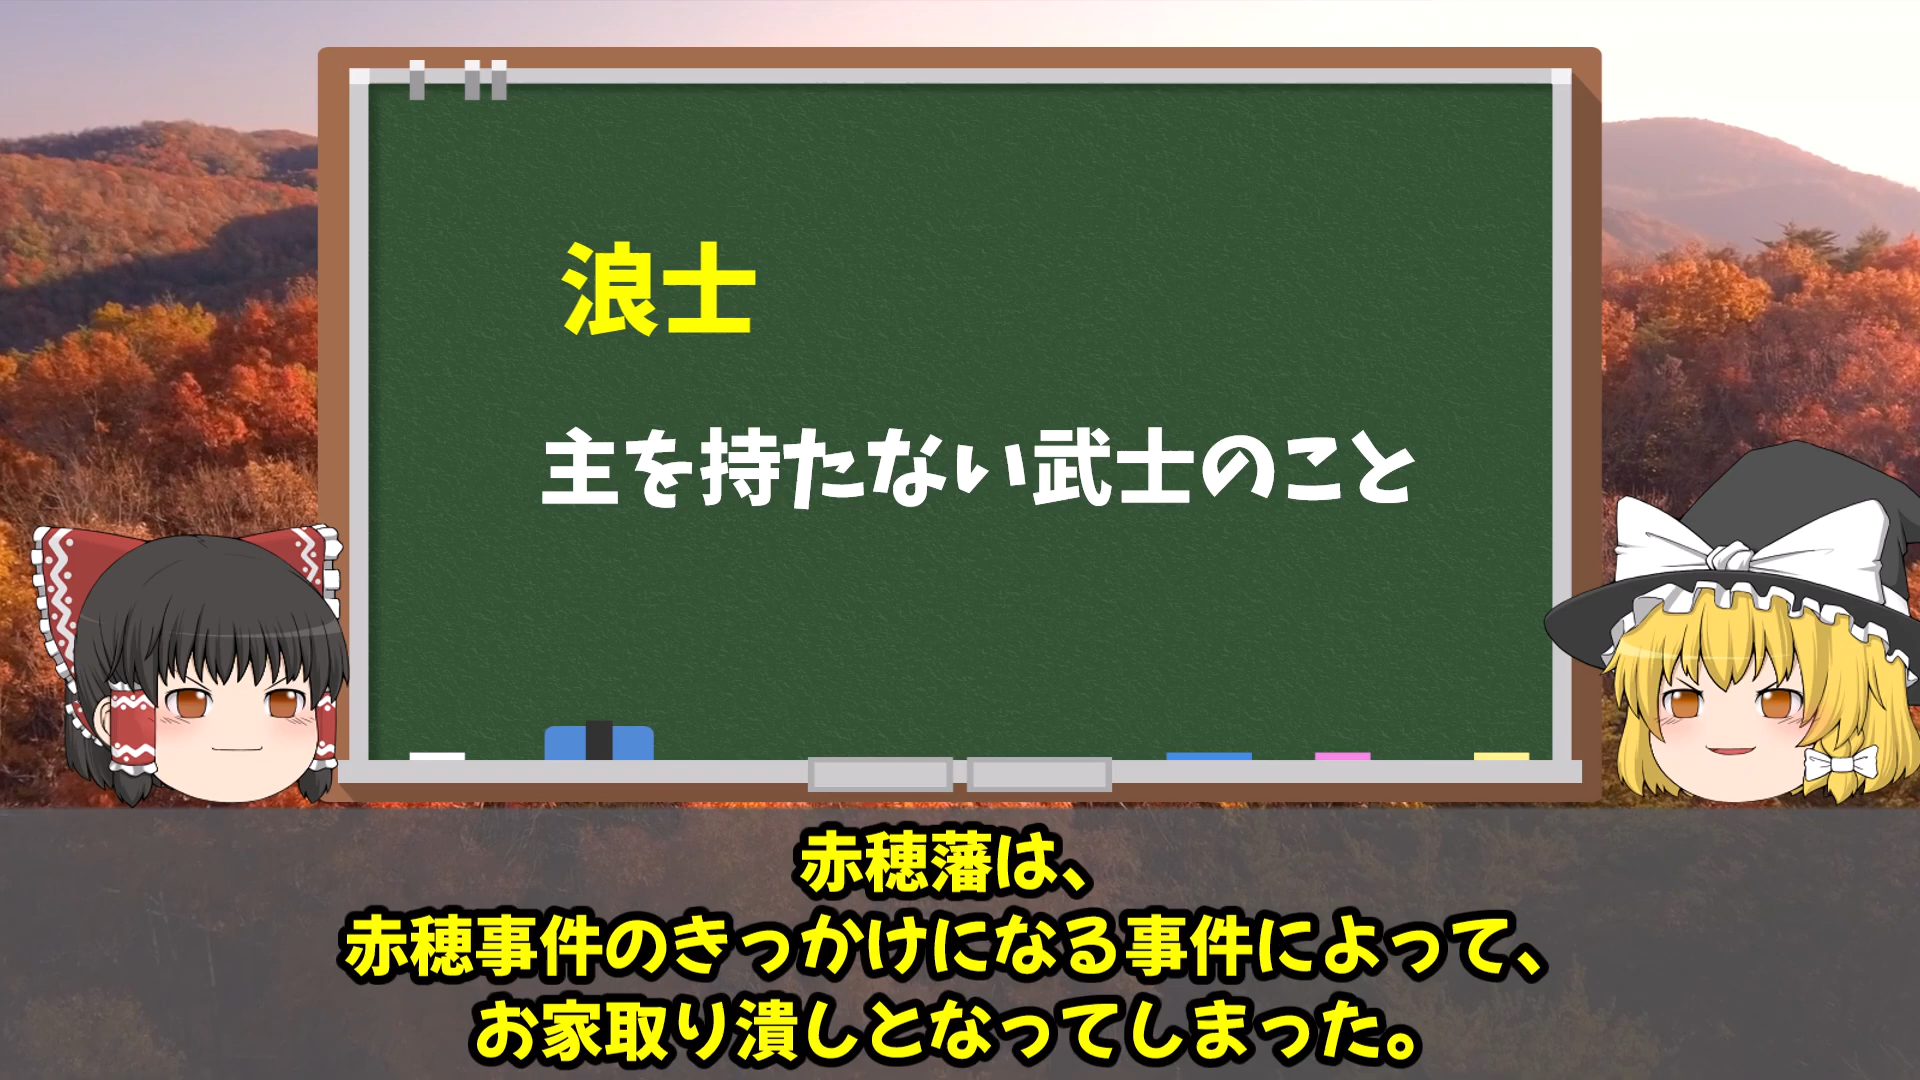 浪士
主を持たない武士のこと
赤穂藩は、
赤穂事件のきっかけになる事件によって、
お家取り潰しとなってしまった。